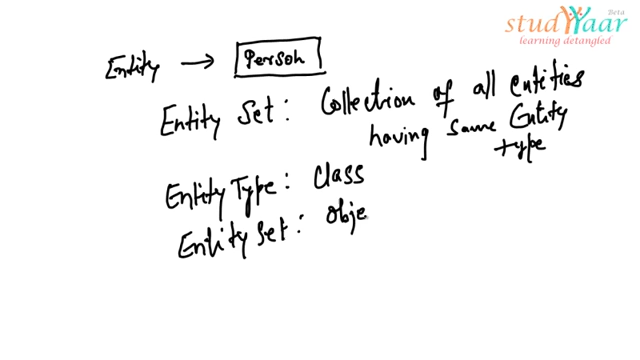 Beta
studYaar
learning detangled
Entity → Person
Entity Set: Collection of all entities
having same Entity
type
Entity Type: Class
Entity Set: Obje